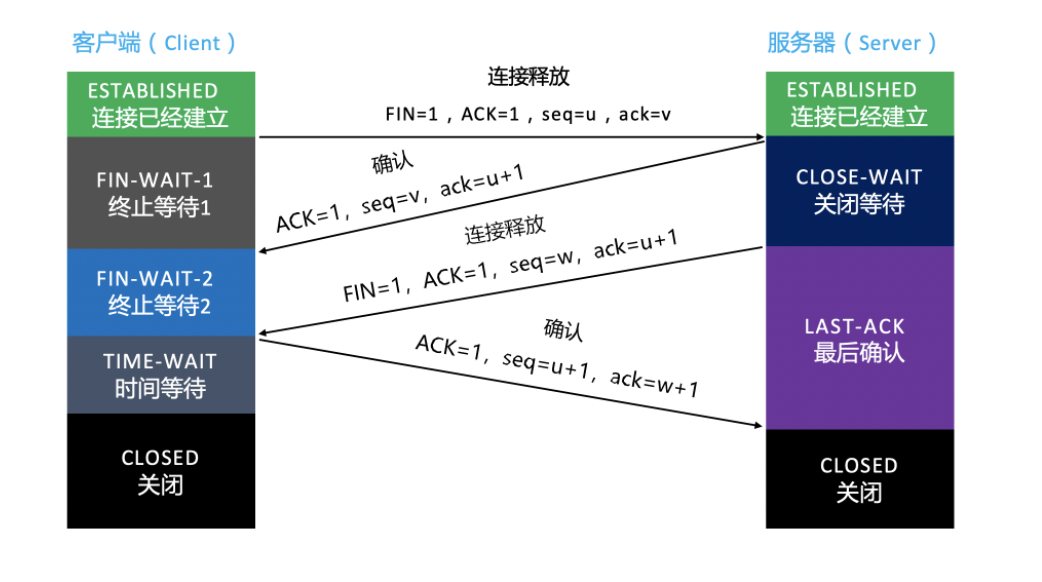 客户端（Client）
服务器（Server）
ESTABLISHED
连接已经建立
连接释放
FIN=1，ACK=1，seq=u，ack=v
ESTABLISHED
连接已经建立
FIN-WAIT-1
终止等待1
确认
ACK=1，seq=v，ack=u+1
CLOSE-WAIT
关闭等待
连接释放
FIN=1，ACK=1，seq=w，ack=u+1
FIN-WAIT-2
终止等待2
确认
ACK=1，seq=u+1，ack=w+1
LAST-ACK
最后确认
TIME-WAIT
时间等待
CLOSED
关闭
CLOSED
关闭